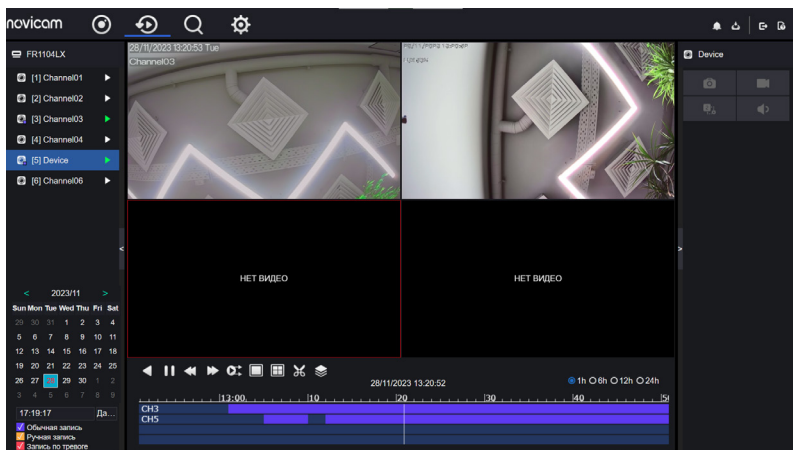 novicam
FR1104LX
[1] Channel01
[2] Channel02
[3] Channel03
[4] Channel04
[5] Device
[6] Channel06
28/11/2023 13:20:53 Tue
Channel03
НЕТ ВИДЕО
НЕТ ВИДЕО
Device
< 2023/11 >
Sun Mon Tue Wed Thu Fri Sat
29 30 31 1 2 3 4
5 6 7 8 9 10 11
12 13 14 15 16 17 18
19 20 21 22 23 24 25
26 27 28 29 30 1 2
3 4 5 6 7 8 9
17:19:17 Да...
Обычная запись
Ручная запись
Запись по тревоге
28/11/2023 13:20:52
1h 6h 12h 24h
13:00 10 20 30 40
CH3
CH5